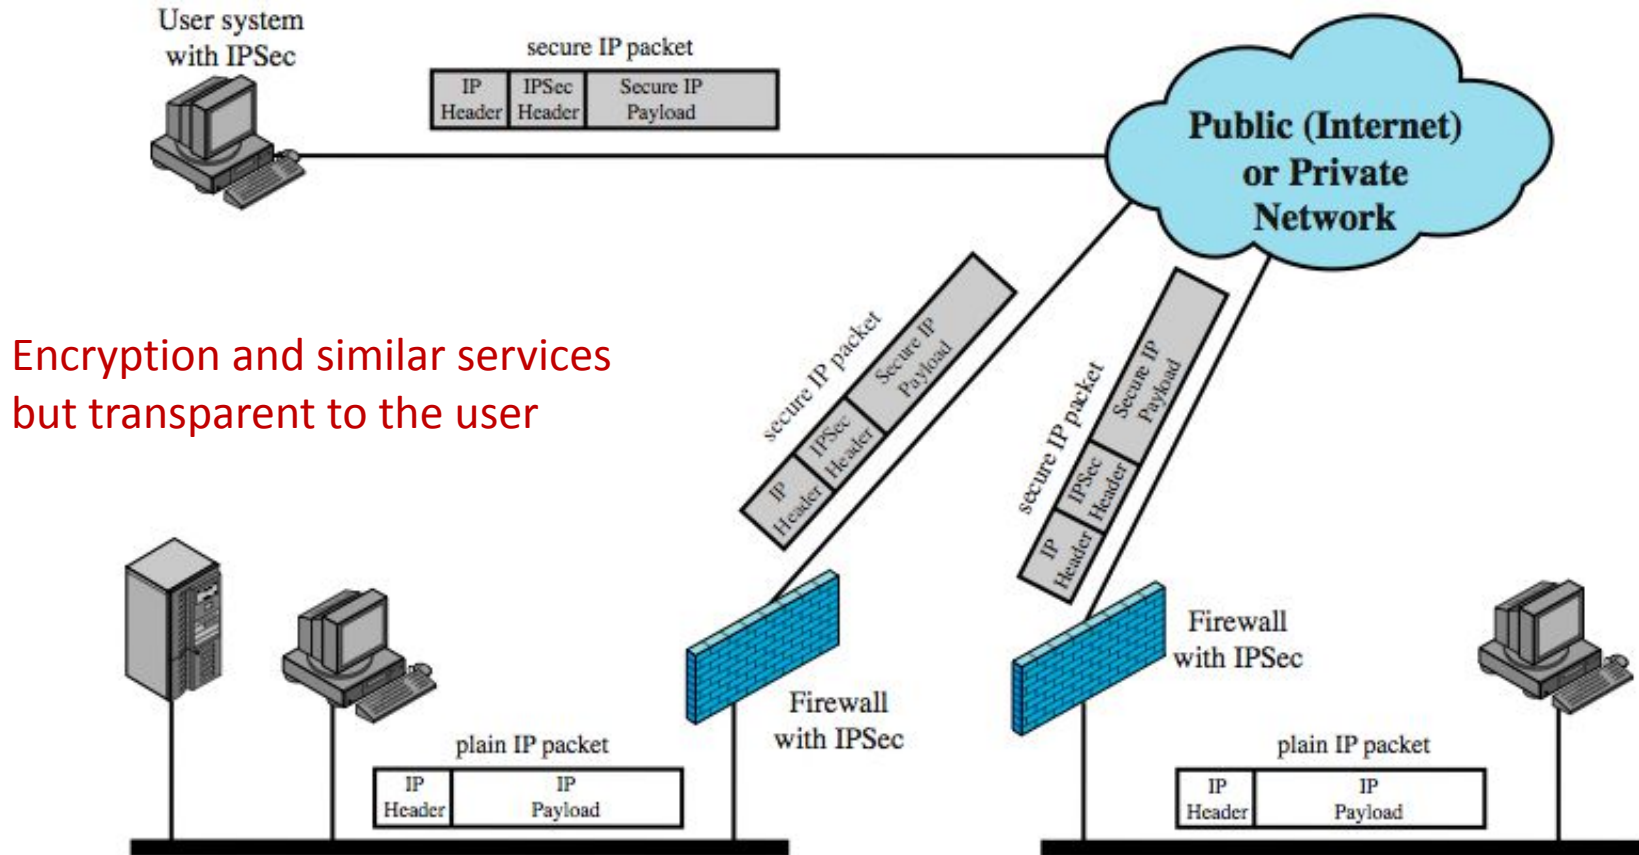 User system
with IPSec
secure IP packet
IP
Header
IPSec
Header
Secure IP
Payload
Public (Internet)
or Private
Network
Encryption and similar services
but transparent to the user
secure IP packet
IP
Header
IPSec
Header
Secure IP
Payload
secure IP packet
IP
Header
IPSec
Header
Secure IP
Payload
Firewall
with IPSec
Firewall
with IPSec
plain IP packet
IP
Header
IP
Payload
plain IP packet
IP
Header
IP
Payload